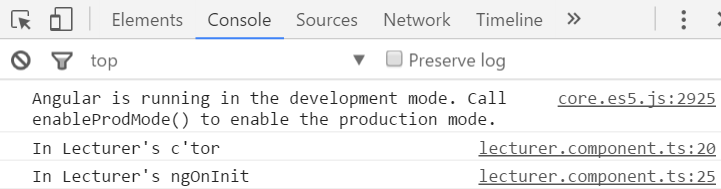 Elements Console Sources Network Timeline
top Preserve log
Angular is running in the development mode. Call core.es5.js:2925
enableProdMode() to enable the production mode.
In Lecturer's c'tor lecturer.component.ts:20
In Lecturer's ngOnInit lecturer.component.ts:25